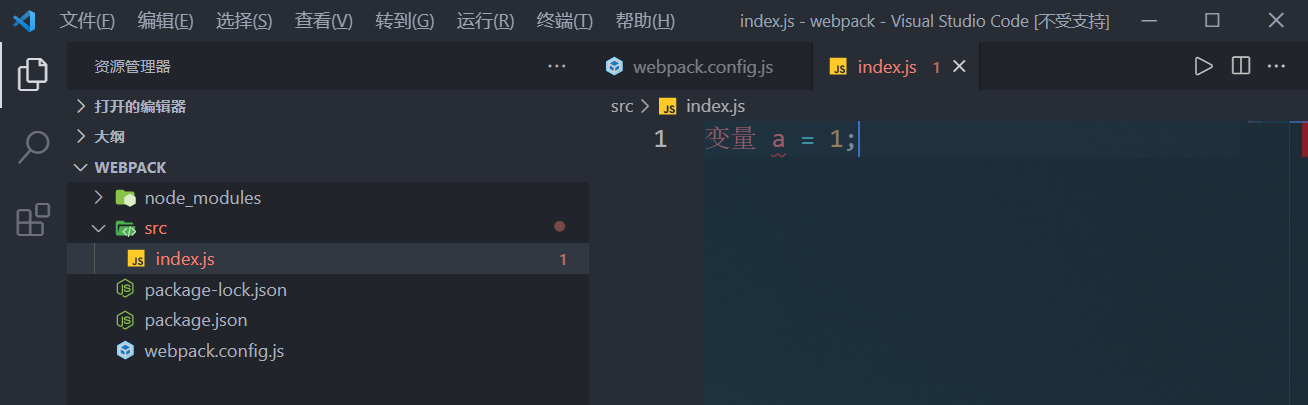 文件(F) 编辑(E) 选择(S) 查看(V) 转到(G) 运行(R) 终端(T) 帮助(H) index.js - webpack - Visual Studio Code [不受支持]
资源管理器
webpack.config.js
JS index.js 1
打开的编辑器
大纲
WEBPACK
node_modules
src
JS index.js 1
package-lock.json
package.json
webpack.config.js
src > JS index.js
1 变量 a = 1;